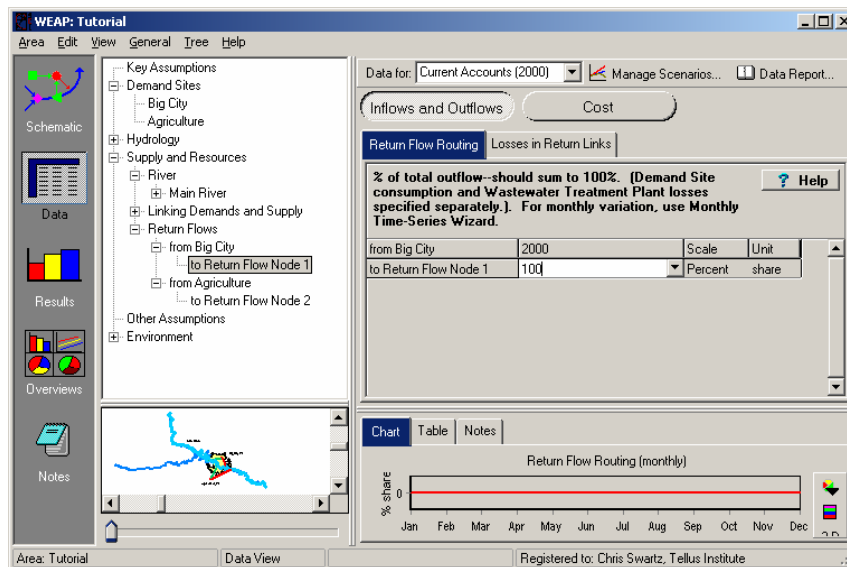 WEAP: Tutorial
Area Edit View General Tree Help
Schematic
Data
Results
Overviews
Notes
Key Assumptions
Demand Sites
Big City
Agriculture
Hydrology
Supply and Resources
River
Main River
Linking Demands and Supply
Return Flows
from Big City
to Return Flow Node 1
from Agriculture
to Return Flow Node 2
Other Assumptions
Environment
Data for: Current Accounts (2000) Manage Scenarios... Data Report...
Inflows and Outflows Cost
Return Flow Routing Losses in Return Links
% of total outflow--should sum to 100%. (Demand Site
consumption and Wastewater Treatment Plant losses
specified separately.). For monthly variation, use Monthly
Time-Series Wizard.
? Help
from Big City 2000 Scale Unit
to Return Flow Node 1 100 Percent share
Chart Table Notes
Return Flow Routing (monthly)
% share
0
Jan Feb Mar Apr May Jun Jul Aug Sep Oct Nov Dec
Area: Tutorial Data View Registered to: Chris Swartz, Tellus Institute